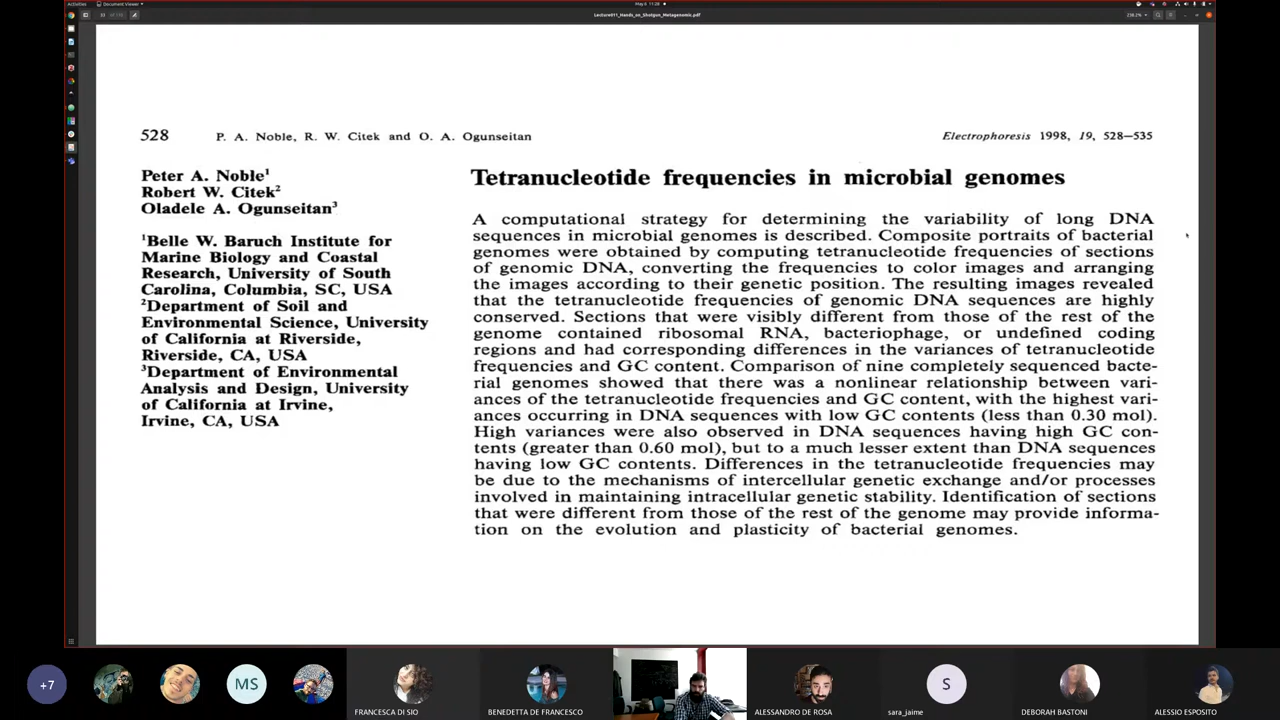 Activities
Document Viewer
May 6 11:28
Lecture011_Hands_on_Shotgun_Metagenomic.pdf
238.2%
528 P. A. Noble, R. W. Citek and O. A. Ogunseitan
Electrophoresis 1998, 19, 528–535
Peter A. Noble1
Robert W. Citek2
Oladele A. Ogunseitan3
1Belle W. Baruch Institute for
Marine Biology and Coastal
Research, University of South
Carolina, Columbia, SC, USA
2Department of Soil and
Environmental Science, University
of California at Riverside,
Riverside, CA, USA
3Department of Environmental
Analysis and Design, University
of California at Irvine,
Irvine, CA, USA
Tetranucleotide frequencies in microbial genomes
A computational strategy for determining the variability of long DNA
sequences in microbial genomes is described. Composite portraits of bacterial
genomes were obtained by computing tetranucleotide frequencies of sections
of genomic DNA, converting the frequencies to color images and arranging
the images according to their genetic position. The resulting images revealed
that the tetranucleotide frequencies of genomic DNA sequences are highly
conserved. Sections that were visibly different from those of the rest of the
genome contained ribosomal RNA, bacteriophage, or undefined coding
regions and had corresponding differences in the variances of tetranucleotide
frequencies and GC content. Comparison of nine completely sequenced bacte-
rial genomes showed that there was a nonlinear relationship between vari-
ances of the tetranucleotide frequencies and GC content, with the highest vari-
ances occurring in DNA sequences with low GC contents (less than 0.30 mol).
High variances were also observed in DNA sequences having high GC con-
tents (greater than 0.60 mol), but to a much lesser extent than DNA sequences
having low GC contents. Differences in the tetranucleotide frequencies may
be due to the mechanisms of intercellular genetic exchange and/or processes
involved in maintaining intracellular genetic stability. Identification of sections
that were different from those of the rest of the genome may provide informa-
tion on the evolution and plasticity of bacterial genomes.
+7
MS
S
FRANCESCA DI SIO
BENEDETTA DE FRANCESCO
ALESSANDRO DE ROSA
sara_jaime
DEBORAH BASTONI
ALESSIO ESPOSITO